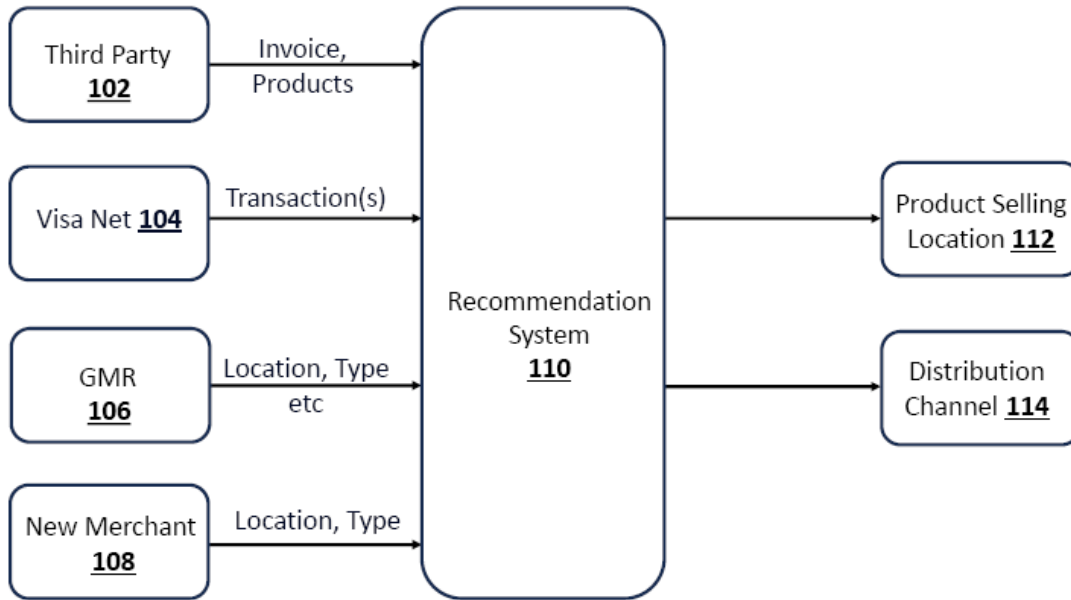 Third Party
102
Invoice,
Products
Visa Net 104
Transaction(s)
GMR
106
Location, Type
etc
New Merchant
108
Location, Type
Recommendation
System
110
Product Selling
Location 112
Distribution
Channel 114